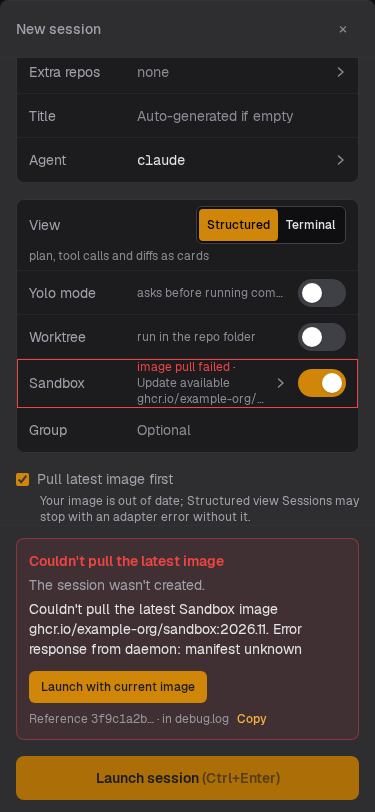 New session ×
Extra repos none
Title Auto-generated if empty
Agent claude
View Structured Terminal
plan, tool calls and diffs as cards
Yolo mode asks before running com…
Worktree run in the repo folder
Sandbox image pull failed ·
Update available
ghcr.io/example-org/…
Group Optional
Pull latest image first
Your image is out of date; Structured view Sessions may
stop with an adapter error without it.
Couldn't pull the latest image
The session wasn't created.
Couldn't pull the latest Sandbox image
ghcr.io/example-org/sandbox:2026.11. Error
response from daemon: manifest unknown
Launch with current image
Reference 3f9c1a2b… · in debug.log Copy
Launch session (Ctrl+Enter)